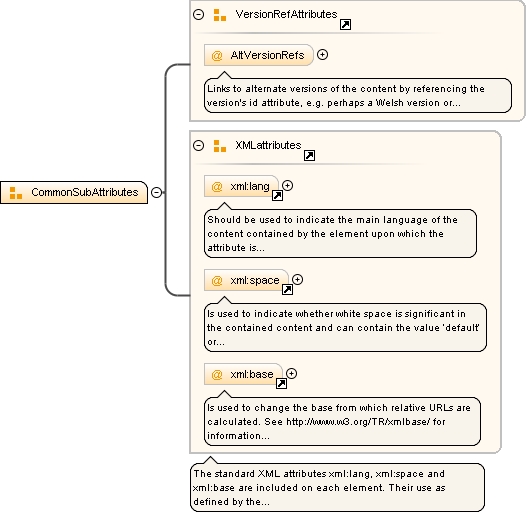 VersionRefAttributes
@ AltVersionRefs
Links to alternate versions of the content by referencing the
version's id attribute, e.g. perhaps a Welsh version or...
CommonSubAttributes
XMLattributes
@ xml:lang
Should be used to indicate the main language of the
content contained by the element upon which the
attribute is...
@ xml:space
Is used to indicate whether white space is significant in
the contained content and can contain the value 'default'
or...
@ xml:base
Is used to change the base from which relative URLs are
calculated. See http://www.w3.org/TR/xmlbase/ for
information...
The standard XML attributes xml:lang, xml:space and
xml:base are included on each element. Their use as
defined by the...